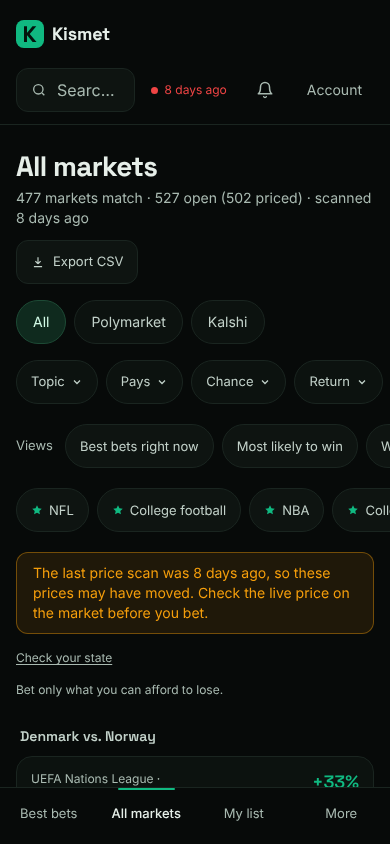 Kismet
Searc...
8 days ago
Account
All markets
477 markets match · 527 open (502 priced) · scanned
8 days ago
Export CSV
All
Polymarket
Kalshi
Topic
Pays
Chance
Return
Views
Best bets right now
Most likely to win
NFL
College football
NBA
The last price scan was 8 days ago, so these
prices may have moved. Check the live price on
the market before you bet.
Check your state
Bet only what you can afford to lose.
Denmark vs. Norway
UEFA Nations League ·
+33%
Best bets
All markets
My list
More